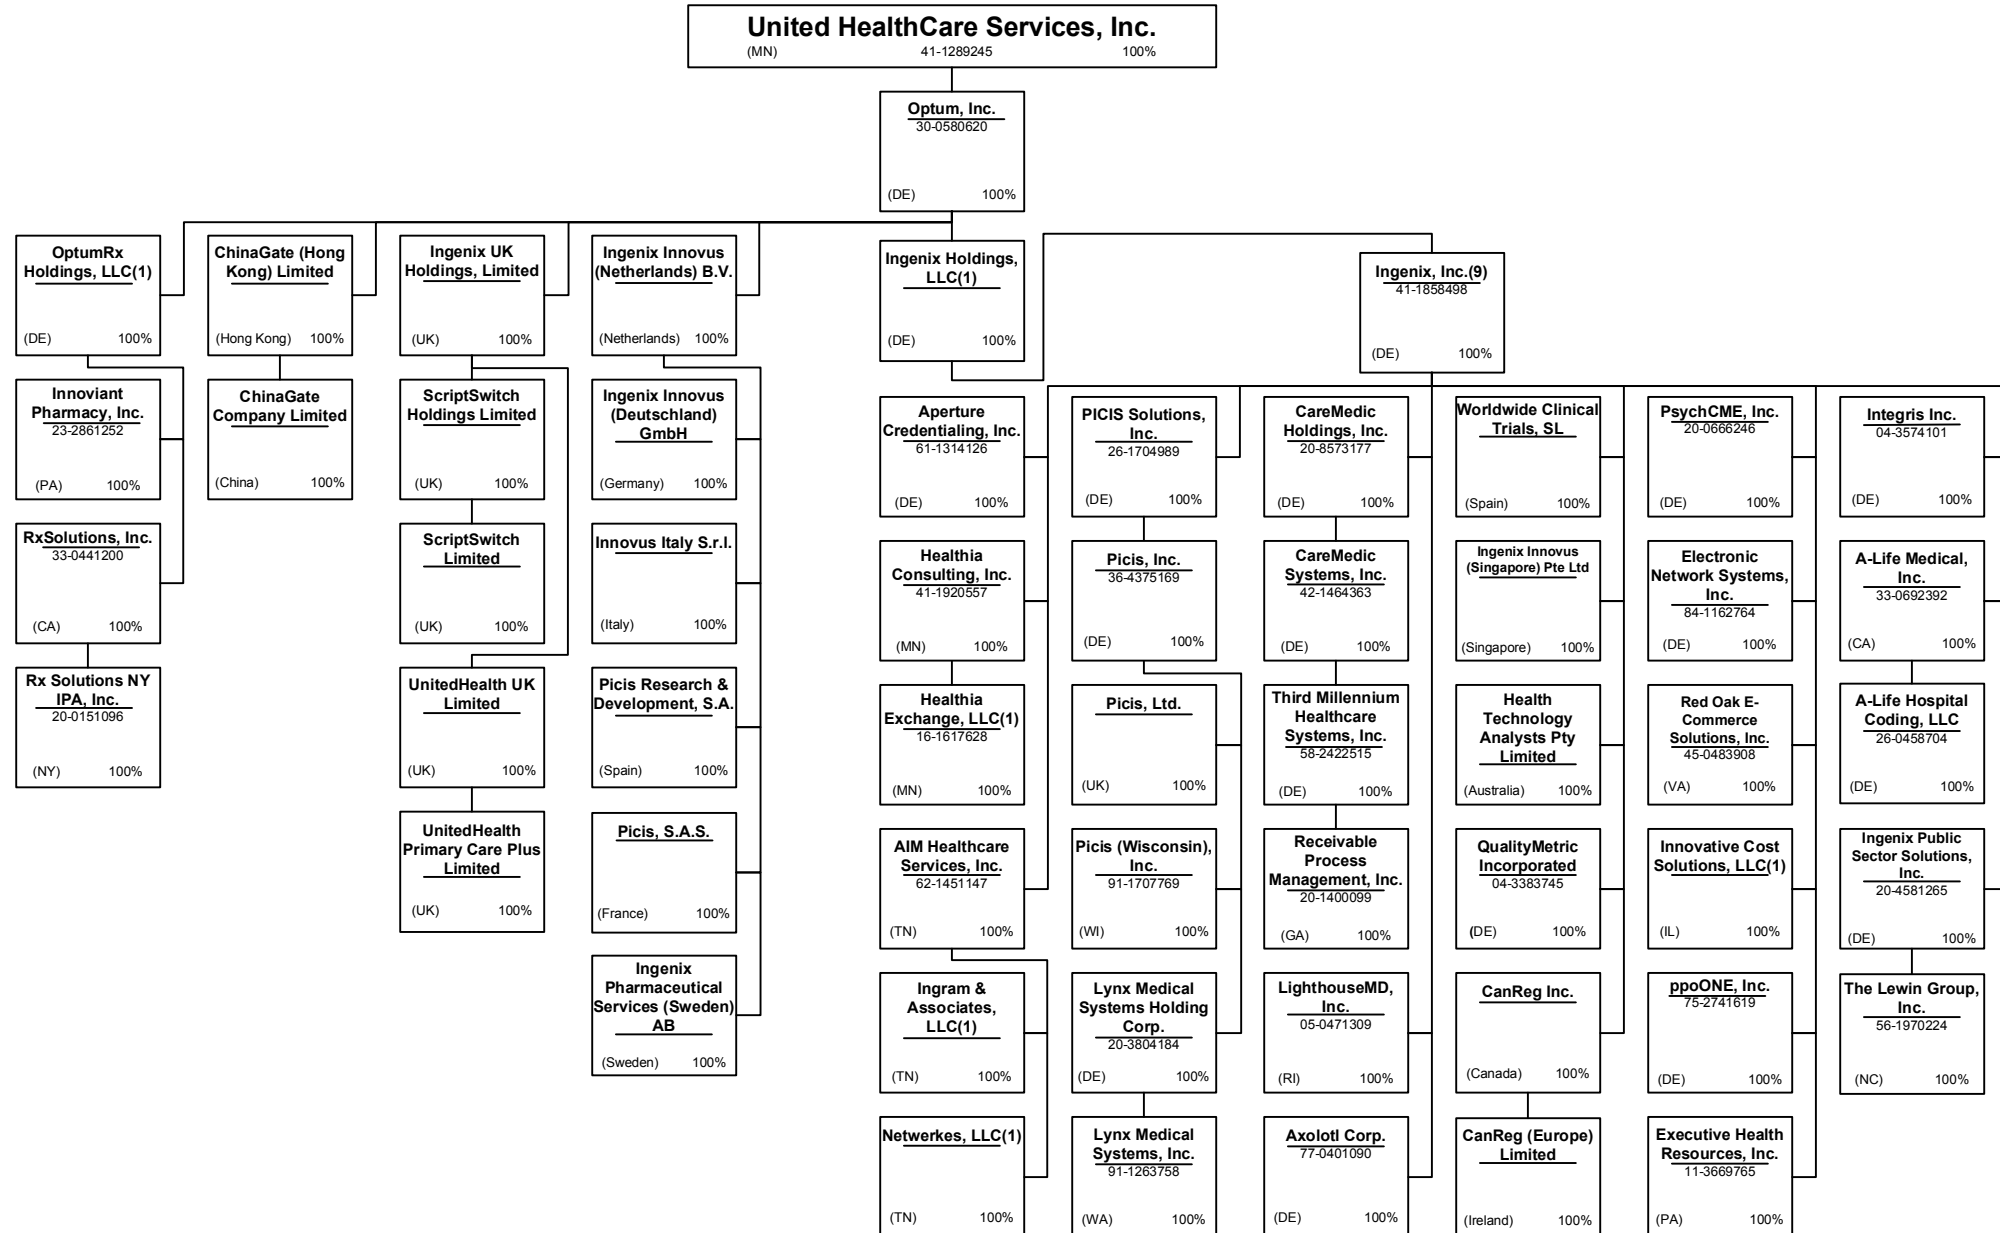 United HealthCare Services, Inc.
(MN) 41-1289245 100%
Optum, Inc.
30-0580620
(DE) 100%
OptumRx
Holdings, LLC(1)
(DE) 100%
ChinaGate (Hong
Kong) Limited
(Hong Kong) 100%
Ingenix UK
Holdings, Limited
(UK) 100%
Ingenix Innovus
(Netherlands) B.V.
(Netherlands) 100%
Ingenix Holdings,
LLC(1)
(DE) 100%
Ingenix, Inc.(9)
41-1858498
(DE) 100%
Innoviant
Pharmacy, Inc.
23-2861252
(PA) 100%
ChinaGate
Company Limited
(China) 100%
ScriptSwitch
Holdings Limited
(UK) 100%
Ingenix Innovus
(Deutschland)
GmbH
(Germany) 100%
Aperture
Credentialing, Inc.
61-1314126
(DE) 100%
PICIS Solutions,
Inc.
26-1704989
(DE) 100%
CareMedic
Holdings, Inc.
20-8573177
(DE) 100%
Worldwide Clinical
Trials, SL
(Spain) 100%
PsychCME, Inc.
20-0666246
(DE) 100%
Integris Inc.
04-3574101
(DE) 100%
RxSolutions, Inc.
33-0441200
(CA) 100%
ScriptSwitch
Limited
(UK) 100%
Innovus Italy S.r.l.
(Italy) 100%
Healthia
Consulting, Inc.
41-1920557
(MN) 100%
Picis, Inc.
36-4375169
(DE) 100%
CareMedic
Systems, Inc.
42-1464363
(DE) 100%
Ingenix Innovus
(Singapore) Pte Ltd
(Singapore) 100%
Electronic
Network Systems,
Inc.
84-1162764
(DE) 100%
A-Life Medical,
Inc.
33-0692392
(CA) 100%
Rx Solutions NY
IPA, Inc.
20-0151096
(NY) 100%
UnitedHealth UK
Limited
(UK) 100%
Picis Research &
Development, S.A.
(Spain) 100%
Healthia
Exchange, LLC(1)
16-1617628
(MN) 100%
Picis, Ltd.
(UK) 100%
Third Millennium
Healthcare
Systems, Inc.
58-2422515
(DE) 100%
Health
Technology
Analysts Pty
Limited
(Australia) 100%
Red Oak E-
Commerce
Solutions, Inc.
45-0483908
(VA) 100%
A-Life Hospital
Coding, LLC
26-0458704
(DE) 100%
UnitedHealth
Primary Care Plus
Limited
(UK) 100%
Picis, S.A.S.
(France) 100%
AIM Healthcare
Services, Inc.
62-1451147
(TN) 100%
Picis (Wisconsin),
Inc.
91-1707769
(WI) 100%
Receivable
Process
Management, Inc.
20-1400099
(GA) 100%
QualityMetric
Incorporated
04-3383745
(DE) 100%
Innovative Cost
Solutions, LLC(1)
(IL) 100%
Ingenix Public
Sector Solutions,
Inc.
20-4581265
(DE) 100%
Ingenix
Pharmaceutical
Services (Sweden)
AB
(Sweden) 100%
Ingram &
Associates,
LLC(1)
(TN) 100%
Lynx Medical
Systems Holding
Corp.
20-3804184
(DE) 100%
LighthouseMD,
Inc.
05-0471309
(RI) 100%
CanReg Inc.
(Canada) 100%
ppoONE, Inc.
75-2741619
(DE) 100%
The Lewin Group,
Inc.
56-1970224
(NC) 100%
Netwerkes, LLC(1)
(TN) 100%
Lynx Medical
Systems, Inc.
91-1263758
(WA) 100%
Axolotl Corp.
77-0401090
(DE) 100%
CanReg (Europe)
Limited
(Ireland) 100%
Executive Health
Resources, Inc.
11-3669765
(PA) 100%